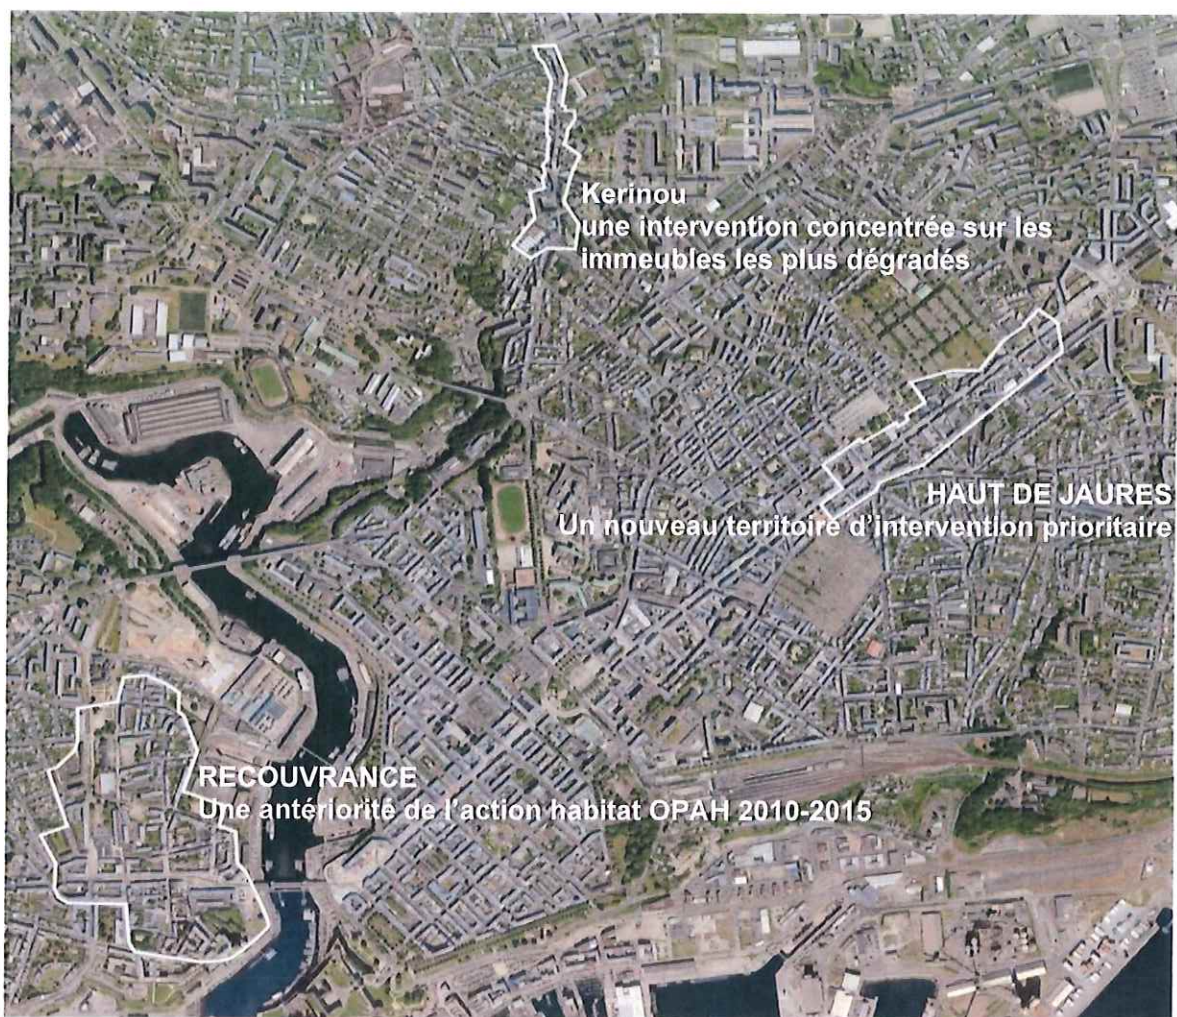 Kerinou
une intervention concentrée sur les
immeubles les plus dégradés
HAUT DE JAURES
Un nouveau territoire d'intervention prioritaire
RECOUVRANCE
Une antériorité de l'action habitat OPAH 2010-2015